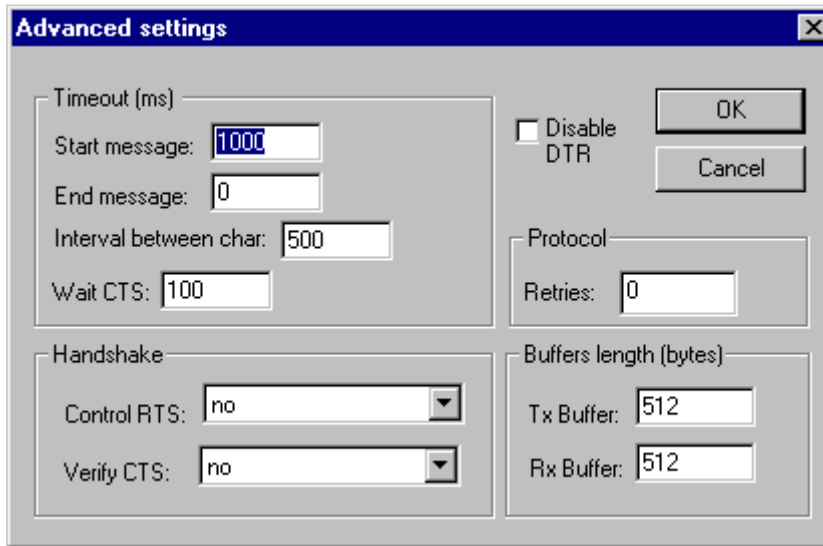 Advanced settings
Timeout (ms)
Start message: 1000
End message: 0
Interval between char: 500
Wait CTS: 100
Disable
DTR
OK
Cancel
Protocol
Retries: 0
Handshake
Control RTS: no
Verify CTS: no
Buffers length (bytes)
Tx Buffer: 512
Rx Buffer: 512